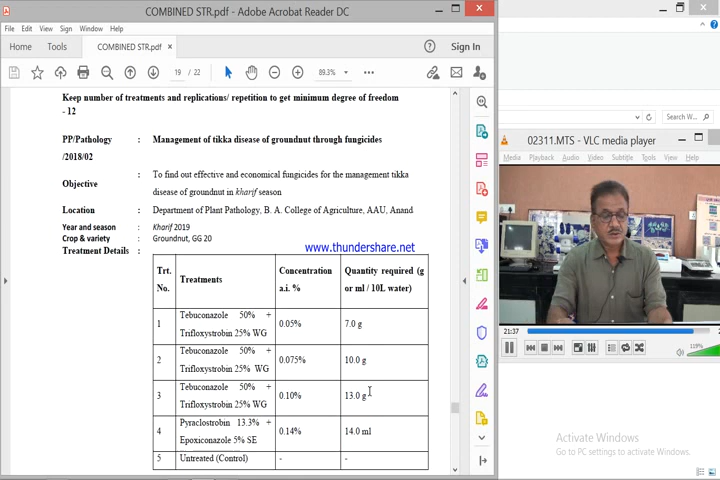 COMBINED STR.pdf - Adobe Acrobat Reader DC
File Edit View Sign Window Help
Home Tools COMBINED STR.pdf × Sign In
19 / 22 89.3%
Keep number of treatments and replications/ repetition to get minimum degree of freedom
- 12
PP/Pathology : Management of tikka disease of groundnut through fungicides
/2018/02
Objective : To find out effective and economical fungicides for the management tikka
disease of groundnut in kharif season
Location : Department of Plant Pathology, B. A. College of Agriculture, AAU, Anand
Year and season : Kharif 2019
Crop & variety : Groundnut, GG 20
Treatment Details :
www.thundershare.net
Trt. No. Treatments Concentration a.i. % Quantity required (g or ml / 10L water)
1 Tebuconazole 50% + Trifloxystrobin 25% WG 0.05% 7.0 g
2 Tebuconazole 50% + Trifloxystrobin 25% WG 0.075% 10.0 g
3 Tebuconazole 50% + Trifloxystrobin 25% WG 0.10% 13.0 g
4 Pyraclostrobin 13.3% + Epoxiconazole 5% SE 0.14% 14.0 ml
5 Untreated (Control) - -
Search W...
02311.MTS - VLC media player
Media Playback Audio Video Subtitle Tools View Help
21:37
119%
Activate Windows
Go to PC settings to activate Windows.